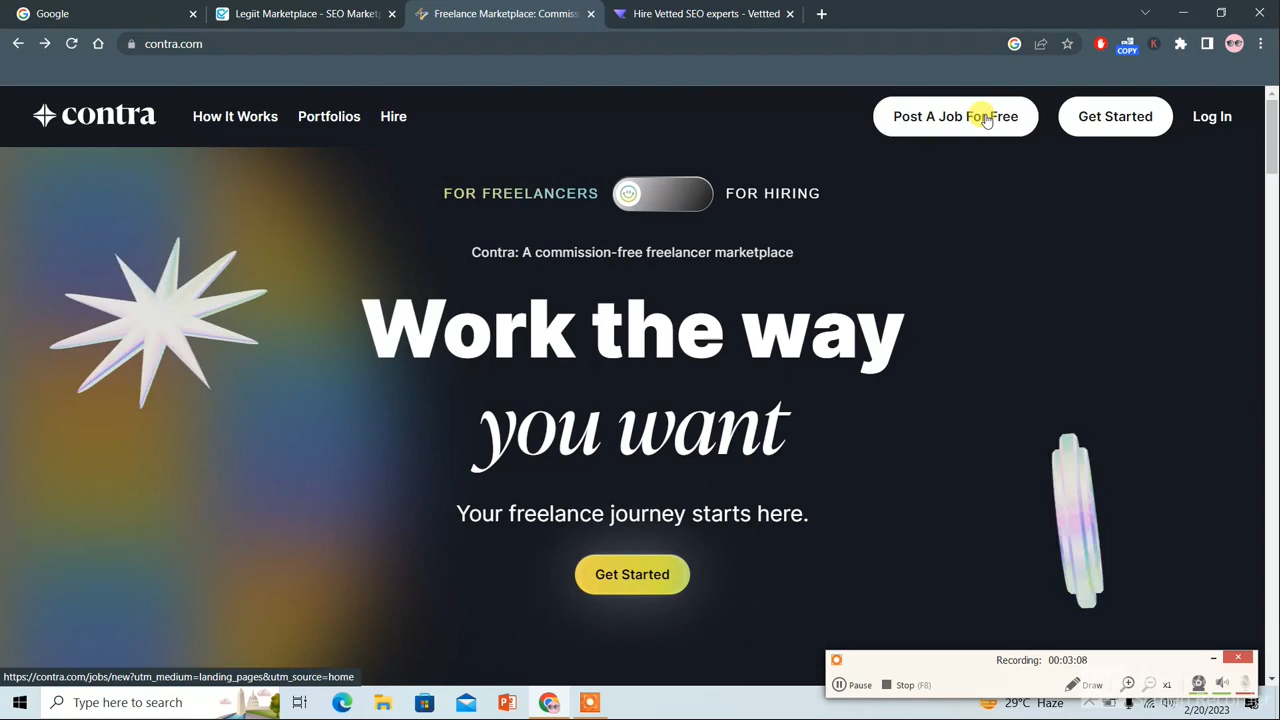 Google
Legiit Marketplace - SEO Market
Freelance Marketplace: Commiss
Hire Vetted SEO experts - Vettted
contra.com
COPY
contra
How It Works
Portfolios
Hire
Post A Job For Free
Get Started
Log In
FOR FREELANCERS
FOR HIRING
Contra: A commission-free freelancer marketplace
Work the way
you want
Your freelance journey starts here.
Get Started
https://contra.com/jobs/new?utm_medium=landing_pages&utm_source=home
Recording: 00:03:08
Pause
Stop (F8)
Draw
x1
Type here to search
29°C Haze
2/20/2023